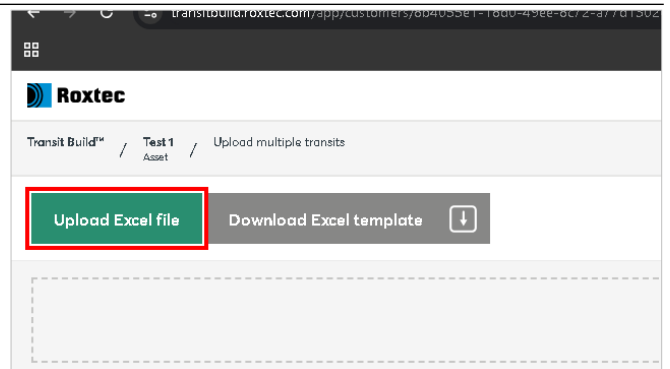 transitbuild.roxtec.com/app/customers/
Roxtec
Transit Build™ / Test 1 / Upload multiple transits
Asset
Upload Excel file
Download Excel template